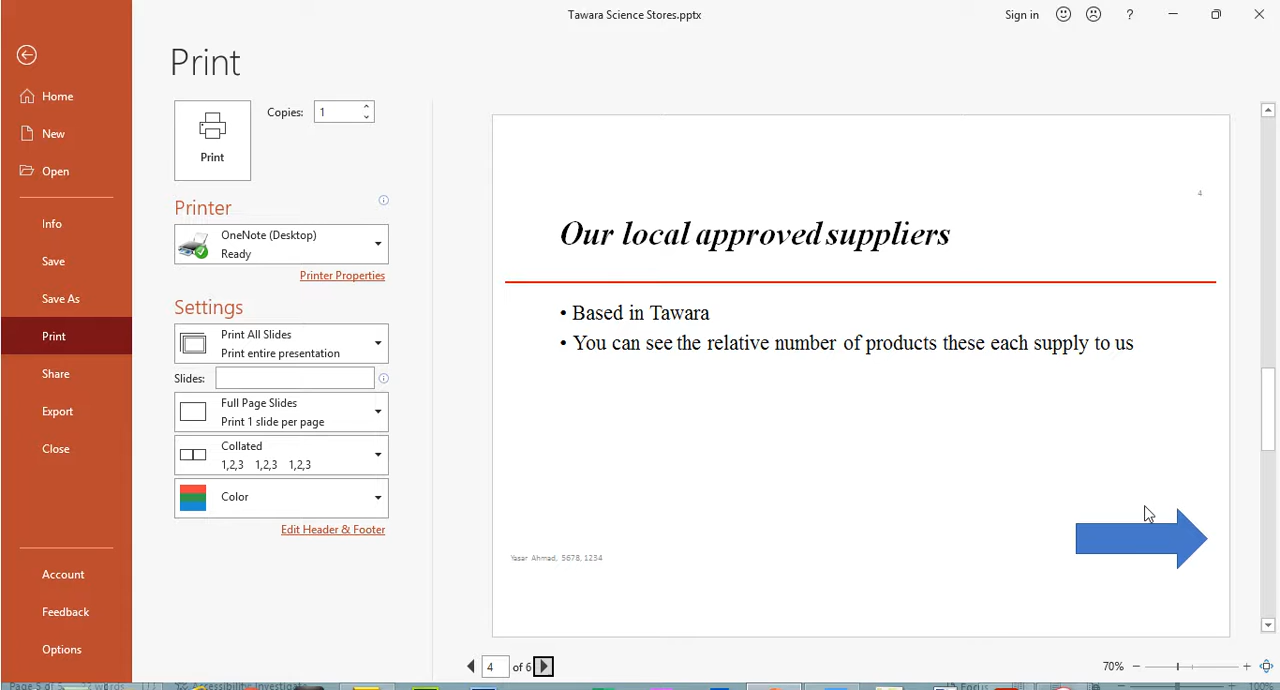 Tawara Science Stores.pptx
Sign in
?
Print
Home
New
Open
Info
Save
Save As
Print
Share
Export
Close
Account
Feedback
Options
Print
Copies: 1
Printer
OneNote (Desktop)
Ready
Printer Properties
Settings
Print All Slides
Print entire presentation
Slides:
Full Page Slides
Print 1 slide per page
Collated
1,2,3 1,2,3 1,2,3
Color
Edit Header & Footer
4
Our local approved suppliers
• Based in Tawara
• You can see the relative number of products these each supply to us
Yasar Ahmad, 5678, 1234
4 of 6
70%